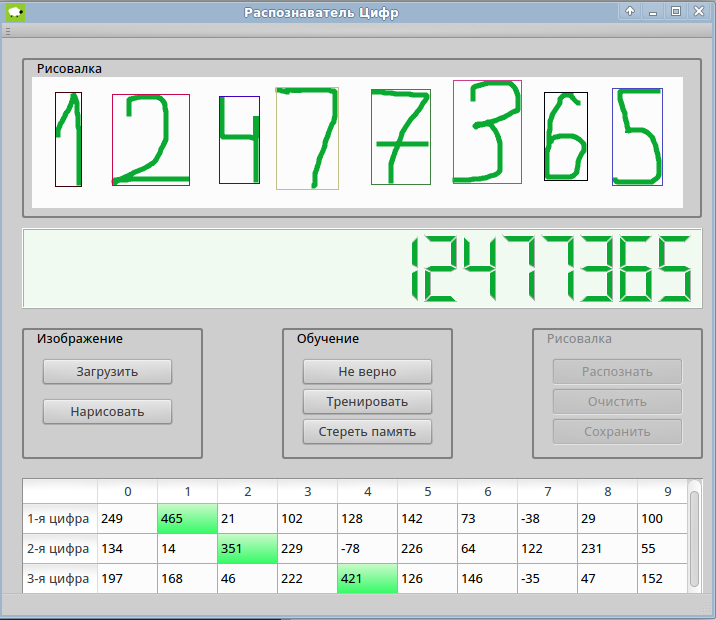 Распознаватель Цифр
Рисовалка
1 2 4 7 7 3 6 5
12477365
Изображение Обучение Рисовалка
Загрузить Не верно Распознать
Нарисовать Тренировать Очистить
Стереть память Сохранить
0 1 2 3 4 5 6 7 8 9
1-я цифра 249 465 21 102 128 142 73 -38 29 100
2-я цифра 134 14 351 229 -78 226 64 122 231 55
3-я цифра 197 168 46 222 421 126 146 -35 47 152